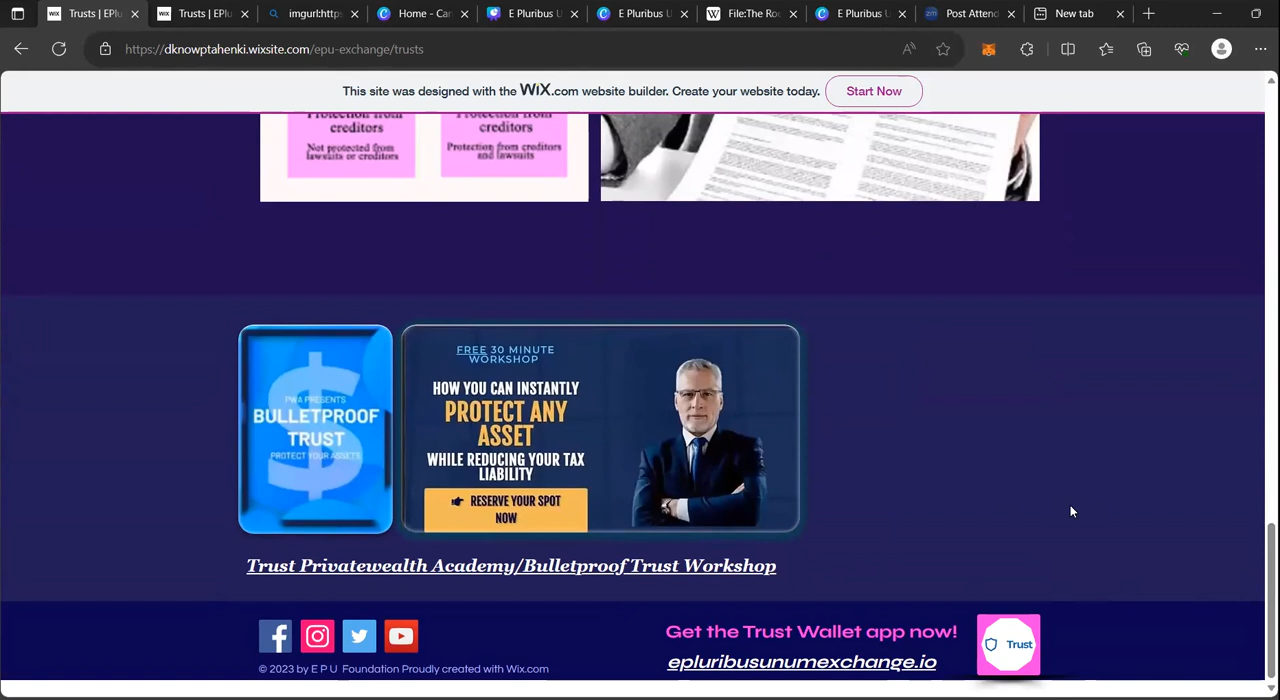 Trusts | EPlu
Trusts | EPlu
imgurl:https
Home - Can
E Pluribus U
E Pluribus U
File:The Roo
E Pluribus U
Post Attend
New tab
https://dknowptahenki.wixsite.com/epu-exchange/trusts
This site was designed with the WiX.com website builder. Create your website today.
Start Now
Protection from
creditors
Not protected from
lawsuits or creditors
Protection from
creditors
Protection from creditors
and lawsuits
PWA PRESENTS
BULLETPROOF
TRUST
PROTECT YOUR ASSETS
FREE 30 MINUTE
WORKSHOP
HOW YOU CAN INSTANTLY
PROTECT ANY
ASSET
WHILE REDUCING YOUR TAX
LIABILITY
RESERVE YOUR SPOT
NOW
Trust Privatewealth Academy/Bulletproof Trust Workshop
© 2023 by E P U Foundation Proudly created with Wix.com
Get the Trust Wallet app now!
epluribusunumexchange.io
Trust